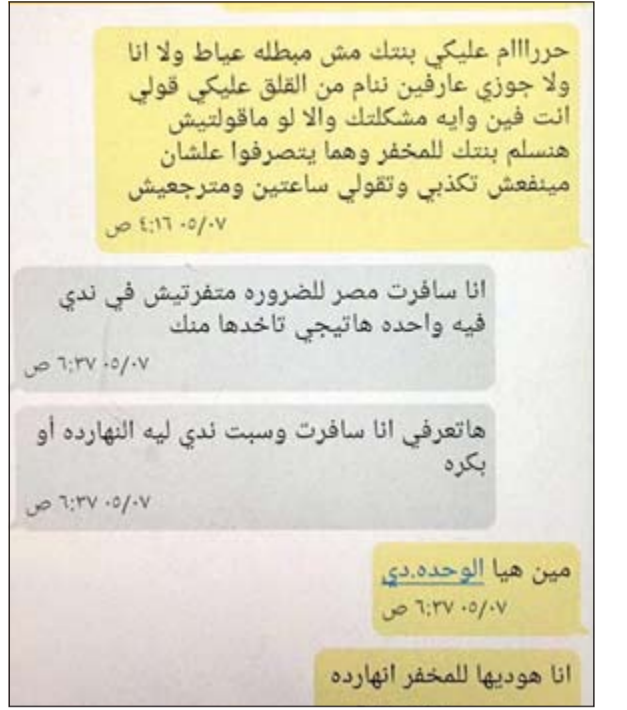 حررااام عليكي بنتك مش مبطله عياط ولا انا
ولا جوزي عارفين ننام من القلق عليكي قولي
انت فين وايه مشكلتك والا لو ماقولتيش
هنسلم بنتك للمخفر وهما يتصرفوا علشان
مينفعش تكذبي وتقولي ساعتين ومترجعيش
٠٥/٠٧ ٤:١٦ ص
انا سافرت مصر للضروره متفرتيش في ندي
فيه واحده هاتيجي تاخدها منك
٠٥/٠٧ ٦:٣٧ ص
هاتعرفي انا سافرت وسبت ندي ليه النهارده أو
بكره
٠٥/٠٧ ٦:٣٧ ص
مين هيا الوحده.دي
٠٥/٠٧ ٦:٣٧ ص
انا هوديها للمخفر انهارده